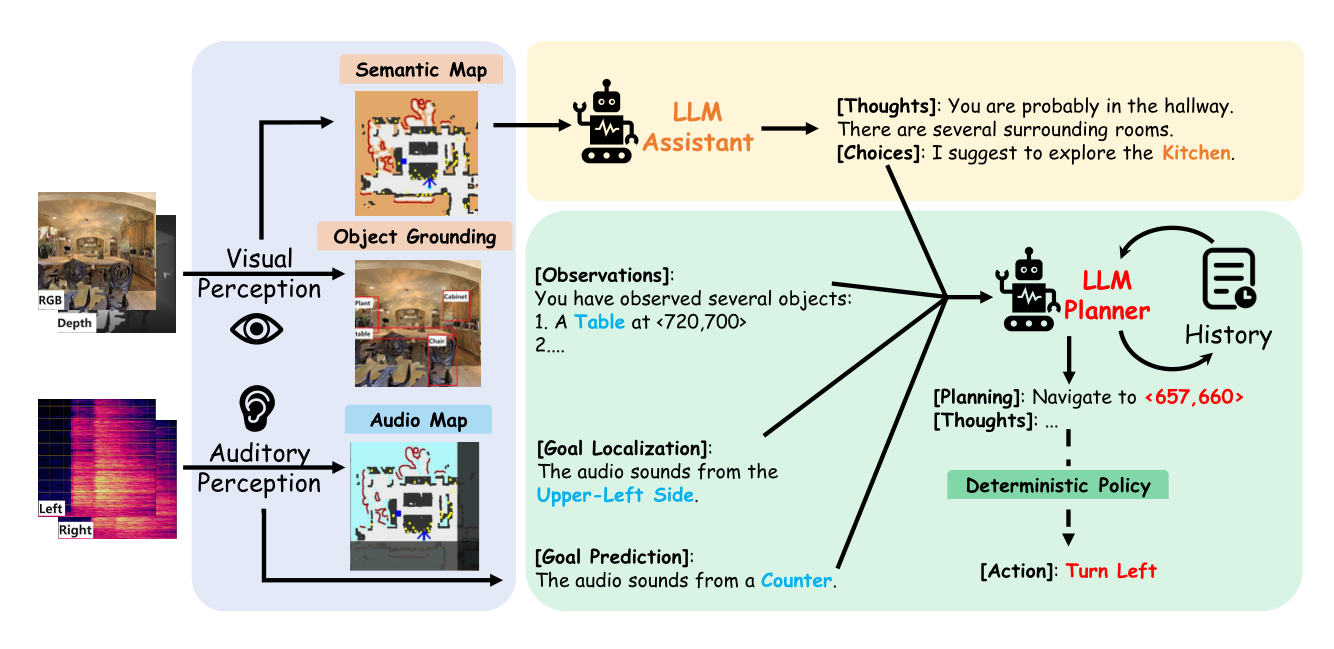 Semantic Map
LLM
Assistant
[Thoughts]: You are probably in the hallway.
There are several surrounding rooms.
[Choices]: I suggest to explore the Kitchen.
RGB
Depth
Visual
Perception
Object Grounding
Plant
Cabinet
table
Chair
[Observations]:
You have observed several objects:
1. A Table at <720,700>
2....
LLM
Planner
History
Left
Right
Auditory
Perception
Audio Map
[Goal Localization]:
The audio sounds from the
Upper-Left Side.
[Goal Prediction]:
The audio sounds from a Counter.
[Planning]: Navigate to <657,660>
[Thoughts]: ...
Deterministic Policy
[Action]: Turn Left